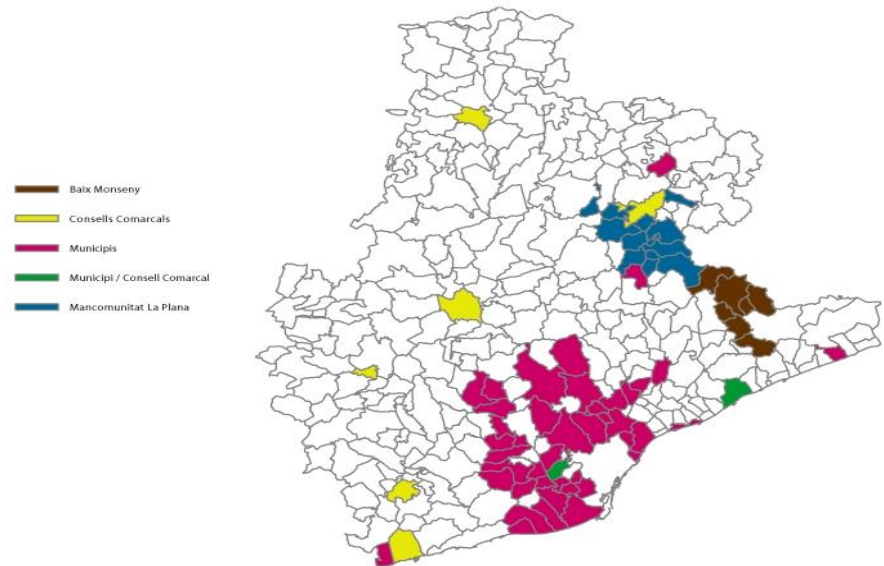 Baix Monseny
Consells Comarcals
Municipis
Municipi / Consell Comarcal
Mancomunitat La Plana